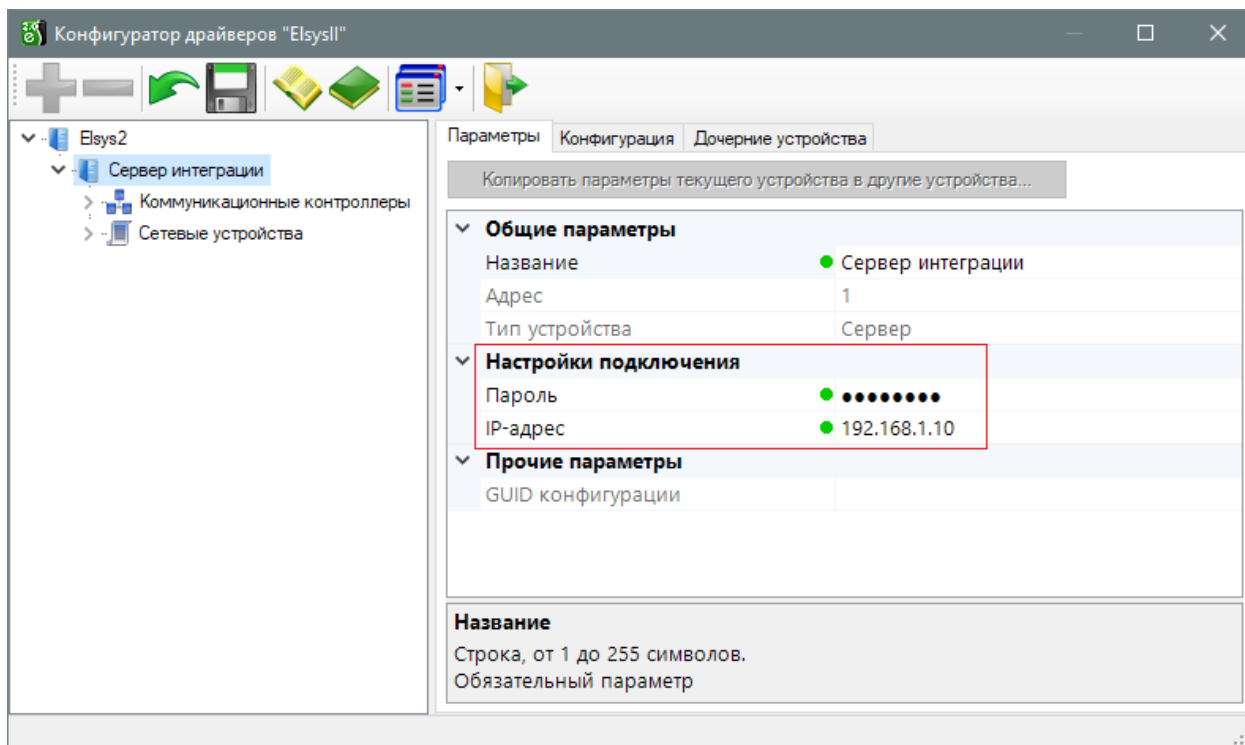 Конфигуратор драйверов "ElsysII"
Elsys2
Сервер интеграции
Коммуникационные контроллеры
Сетевые устройства
Параметры Конфигурация Дочерние устройства
Копировать параметры текущего устройства в другие устройства...
Общие параметры
Название Сервер интеграции
Адрес 1
Тип устройства Сервер
Настройки подключения
Пароль ●●●●●●●●
IP-адрес 192.168.1.10
Прочие параметры
GUID конфигурации
Название
Строка, от 1 до 255 символов.
Обязательный параметр